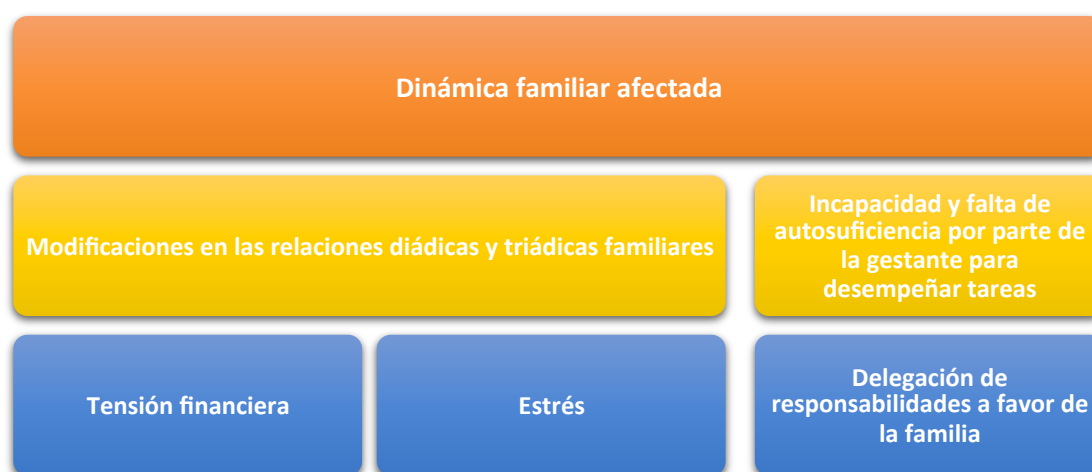 Dinámica familiar afectada
Modificaciones en las relaciones diádicas y triádicas familiares
Incapacidad y falta de
autosuficiencia por parte de
la gestante para
desempeñar tareas
Tensión financiera
Estrés
Delegación de
responsabilidades a favor de
la familia